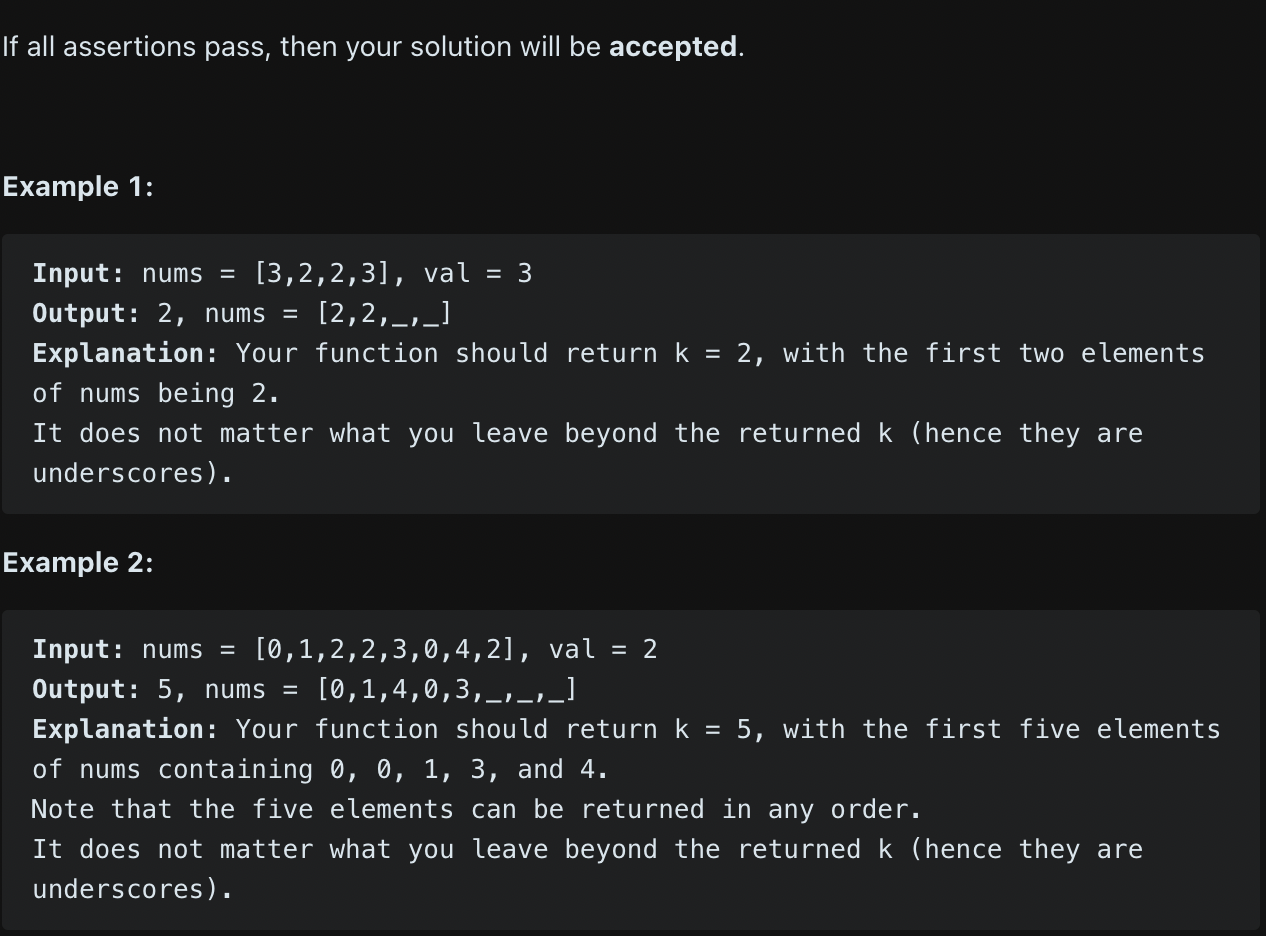 If all assertions pass, then your solution will be accepted.
Example 1:
Input: nums = [3,2,2,3], val = 3
Output: 2, nums = [2,2,_,_]
Explanation: Your function should return k = 2, with the first two elements
of nums being 2.
It does not matter what you leave beyond the returned k (hence they are
underscores).
Example 2:
Input: nums = [0,1,2,2,3,0,4,2], val = 2
Output: 5, nums = [0,1,4,0,3,_,_,_]
Explanation: Your function should return k = 5, with the first five elements
of nums containing 0, 0, 1, 3, and 4.
Note that the five elements can be returned in any order.
It does not matter what you leave beyond the returned k (hence they are
underscores).